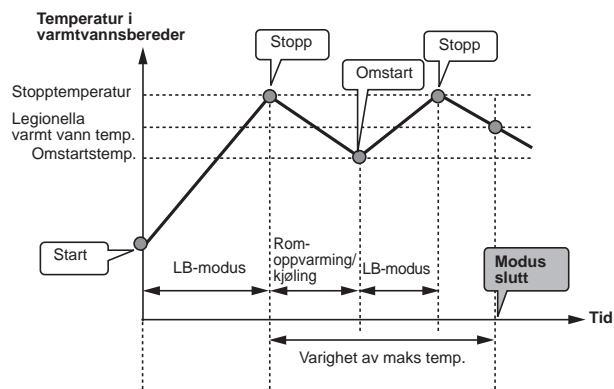 Temperatur i
varmtvannsbereder
Stopp
Stopp
Omstart
Stopptemperatur
Legionella
varmt vann temp.
Omstartstemp.
Start
LB-modus
Rom-
oppvarming/
kjøling
LB-modus
Modus
slutt
Tid
Varighet av maks temp.